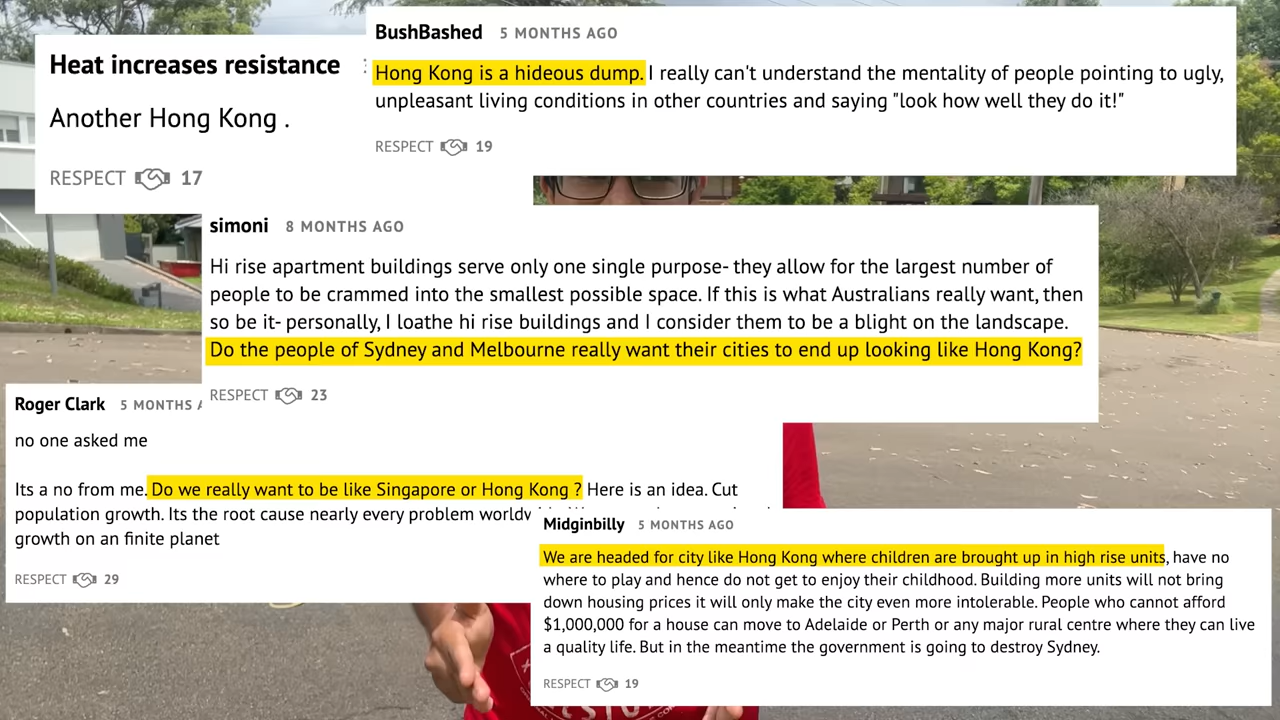 Heat increases resistance
Another Hong Kong .
RESPECT 17
BushBashed 5 MONTHS AGO
Hong Kong is a hideous dump. I really can't understand the mentality of people pointing to ugly,
unpleasant living conditions in other countries and saying "look how well they do it!"
RESPECT 19
simoni 8 MONTHS AGO
Hi rise apartment buildings serve only one single purpose- they allow for the largest number of
people to be crammed into the smallest possible space. If this is what Australians really want, then
so be it- personally, I loathe hi rise buildings and I consider them to be a blight on the landscape.
Do the people of Sydney and Melbourne really want their cities to end up looking like Hong Kong?
RESPECT 23
Roger Clark 5 MONTHS
no one asked me
Its a no from me. Do we really want to be like Singapore or Hong Kong ? Here is an idea. Cut
population growth. Its the root cause nearly every problem
growth on an finite planet
RESPECT 29
Midginbilly 5 MONTHS AGO
We are headed for city like Hong Kong where children are brought up in high rise units, have no
where to play and hence do not get to enjoy their childhood. Building more units will not bring
down housing prices it will only make the city even more intolerable. People who cannot afford
$1,000,000 for a house can move to Adelaide or Perth or any major rural centre where they can live
a quality life. But in the meantime the government is going to destroy Sydney.
RESPECT 19